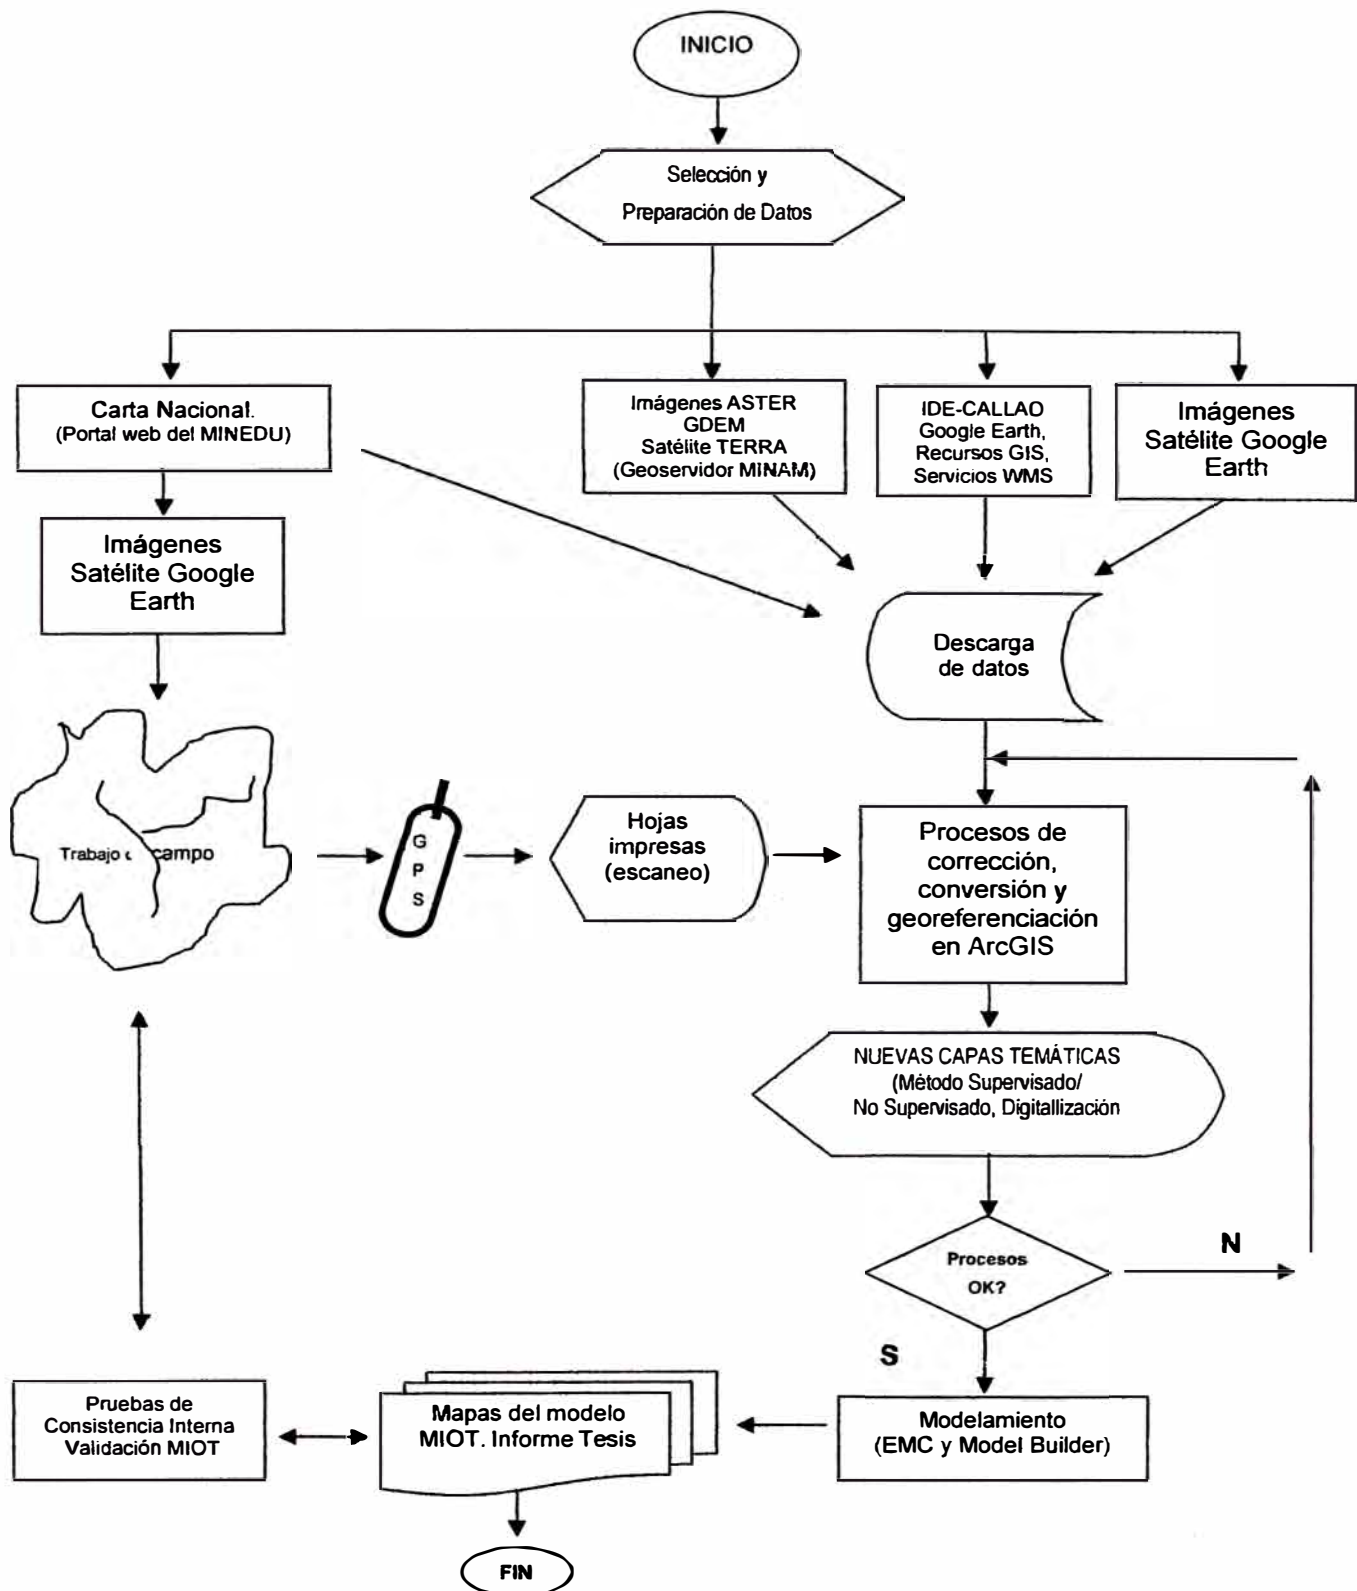 INICIO
Selección y
Preparación de Datos
Carta Nacional.
(Portal web del MINEDU)
Imágenes ASTER
GDEM
Satélite TERRA
(Geoservidor MINAM)
IDE-CALLAO
Google Earth,
Recursos GIS,
Servicios WMS
Imágenes
Satélite Google
Earth
Imágenes
Satélite Google
Earth
Descarga
de datos
Trabajo campo
G
P
S
Hojas
impresas
(escaneo)
Procesos de
corrección,
conversión y
georeferenciación
en ArcGIS
NUEVAS CAPAS TEMÁTICAS
(Método Supervisado/
No Supervisado, Digitallización
Procesos
OK?
N
S
Pruebas de
Consistencia Interna
Validación MIOT
Mapas del modelo
MIOT. Informe Tesis
Modelamiento
(EMC y Model Builder)
FIN